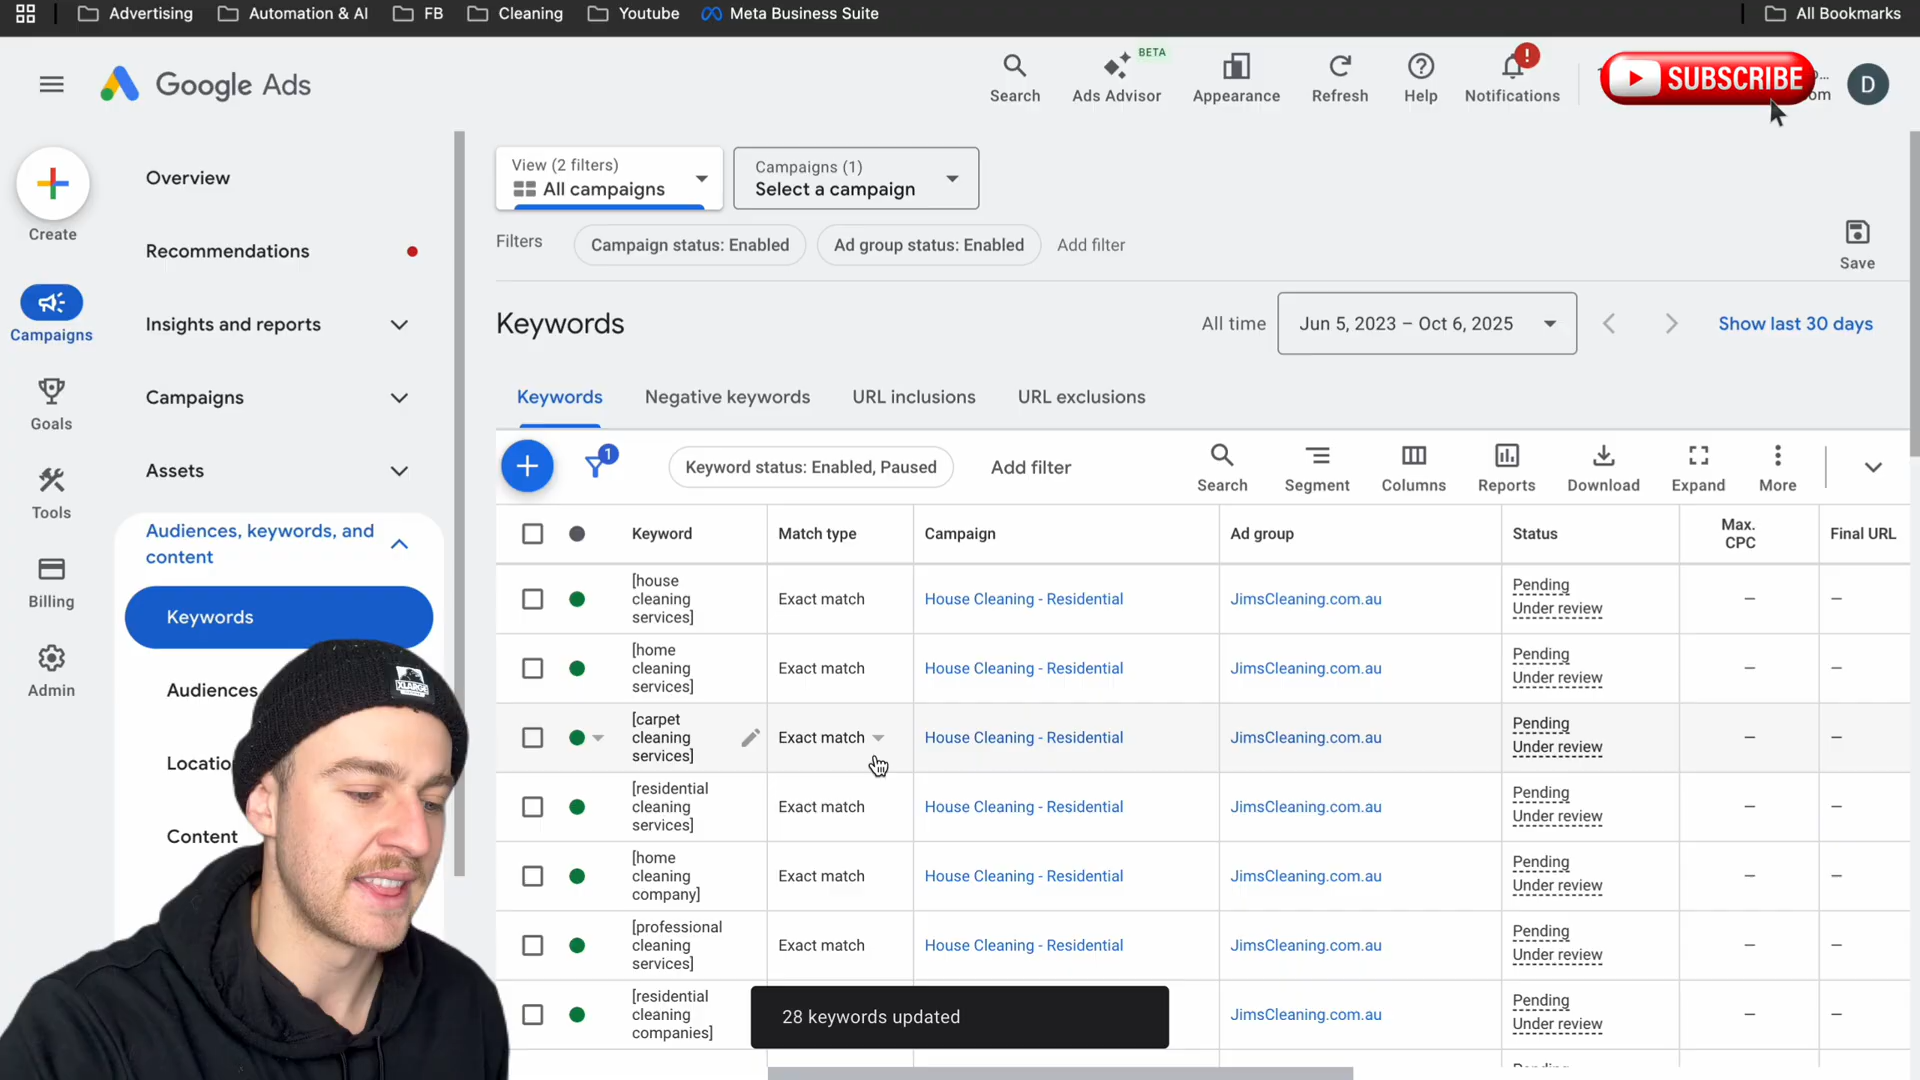 Advertising
Automation & AI
FB
Cleaning
Youtube
Meta Business Suite
All Bookmarks
Google Ads
Search
Ads Advisor
BETA
Appearance
Refresh
Help
Notifications
SUBSCRIBE
D
Create
Campaigns
Goals
Tools
Billing
Admin
Overview
Recommendations
Insights and reports
Campaigns
Assets
Audiences, keywords, and
content
Keywords
Audiences
Content
View (2 filters)
All campaigns
Campaigns (1)
Select a campaign
Filters
Campaign status: Enabled
Ad group status: Enabled
Add filter
Save
Keywords
All time
Jun 5, 2023 – Oct 6, 2025
Show last 30 days
Keywords
Negative keywords
URL inclusions
URL exclusions
1
Keyword status: Enabled, Paused
Add filter
Search
Segment
Columns
Reports
Download
Expand
More
Keyword
Match type
Campaign
Ad group
Status
Max.
CPC
Final URL
[house
cleaning
services]
Exact match
House Cleaning - Residential
JimsCleaning.com.au
Pending
Under review
–
–
[home
cleaning
services]
Exact match
House Cleaning - Residential
JimsCleaning.com.au
Pending
Under review
–
–
[carpet
cleaning
services]
Exact match
House Cleaning - Residential
JimsCleaning.com.au
Pending
Under review
–
–
[residential
cleaning
services]
Exact match
House Cleaning - Residential
JimsCleaning.com.au
Pending
Under review
–
–
[home
cleaning
company]
Exact match
House Cleaning - Residential
JimsCleaning.com.au
Pending
Under review
–
–
[professional
cleaning
services]
Exact match
House Cleaning - Residential
JimsCleaning.com.au
Pending
Under review
–
–
[residential
cleaning
companies]
JimsCleaning.com.au
Pending
Under review
–
–
28 keywords updated
XLARGE